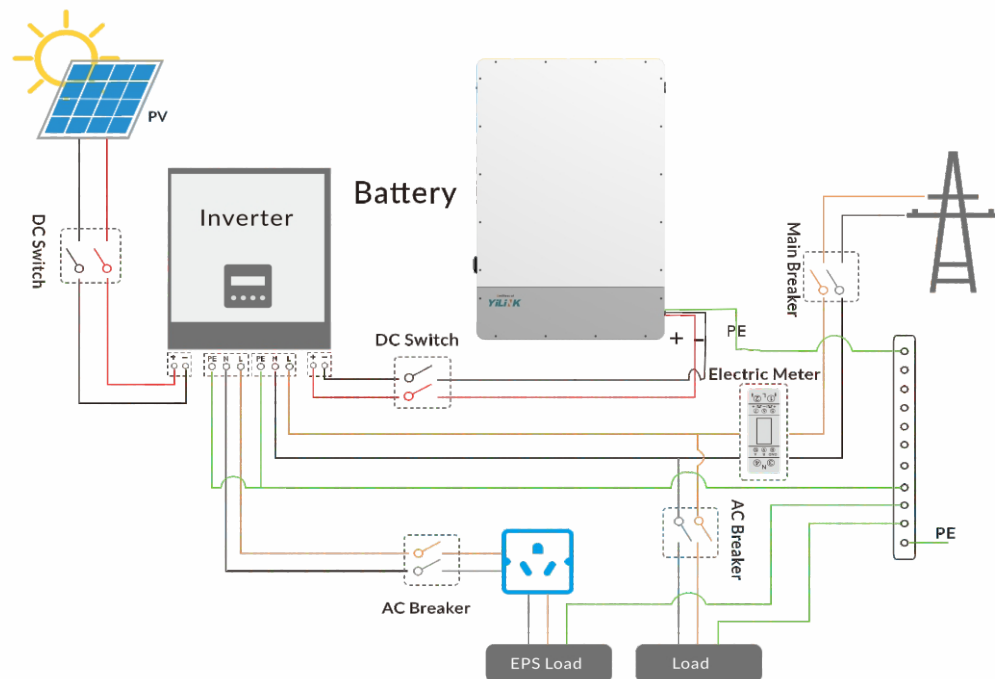 PV
DC Switch
Inverter
Battery
YiLiNK
Main Breaker
+ −
PE N L
PE N L
+ −
DC Switch
+ −
PE
Electric Meter
AC Breaker
PE
AC Breaker
EPS Load
Load